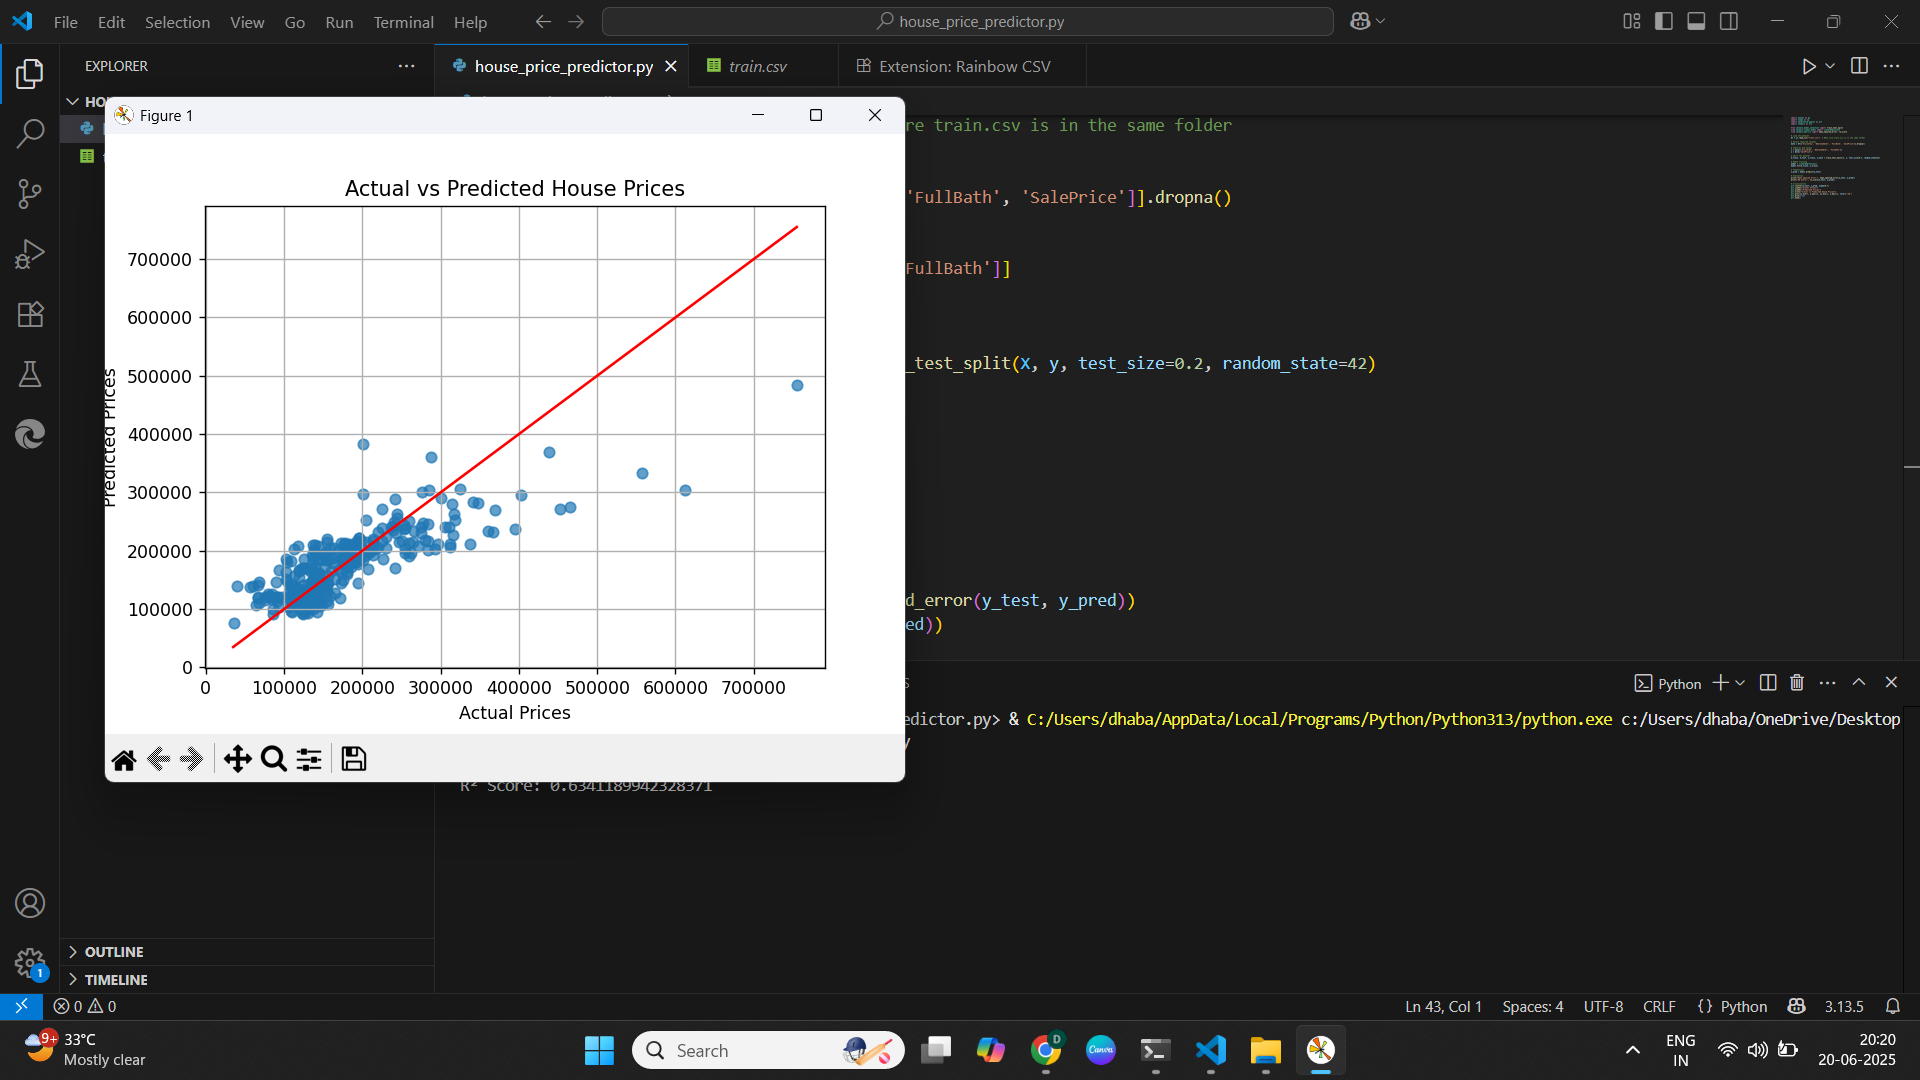 File Edit Selection View Go Run Terminal Help
house_price_predictor.py
EXPLORER
house_price_predictor.py
train.csv
Extension: Rainbow CSV
Figure 1
re train.csv is in the same folder
'FullBath', 'SalePrice']].dropna()
FullBath']]
_test_split(X, y, test_size=0.2, random_state=42)
d_error(y_test, y_pred))
ed))
Actual vs Predicted House Prices
700000
600000
500000
400000
300000
200000
100000
0
Predicted Prices
0 100000 200000 300000 400000 500000 600000 700000
Actual Prices
Python
edictor.py> & C:/Users/dhaba/AppData/Local/Programs/Python/Python313/python.exe c:/Users/dhaba/OneDrive/Desktop
R² Score: 0.6341189942328371
OUTLINE
TIMELINE
1
0 0
Ln 43, Col 1 Spaces: 4 UTF-8 CRLF {} Python 3.13.5
9+
33°C
Mostly clear
Search
D
Canva
ENG
IN
20:20
20-06-2025